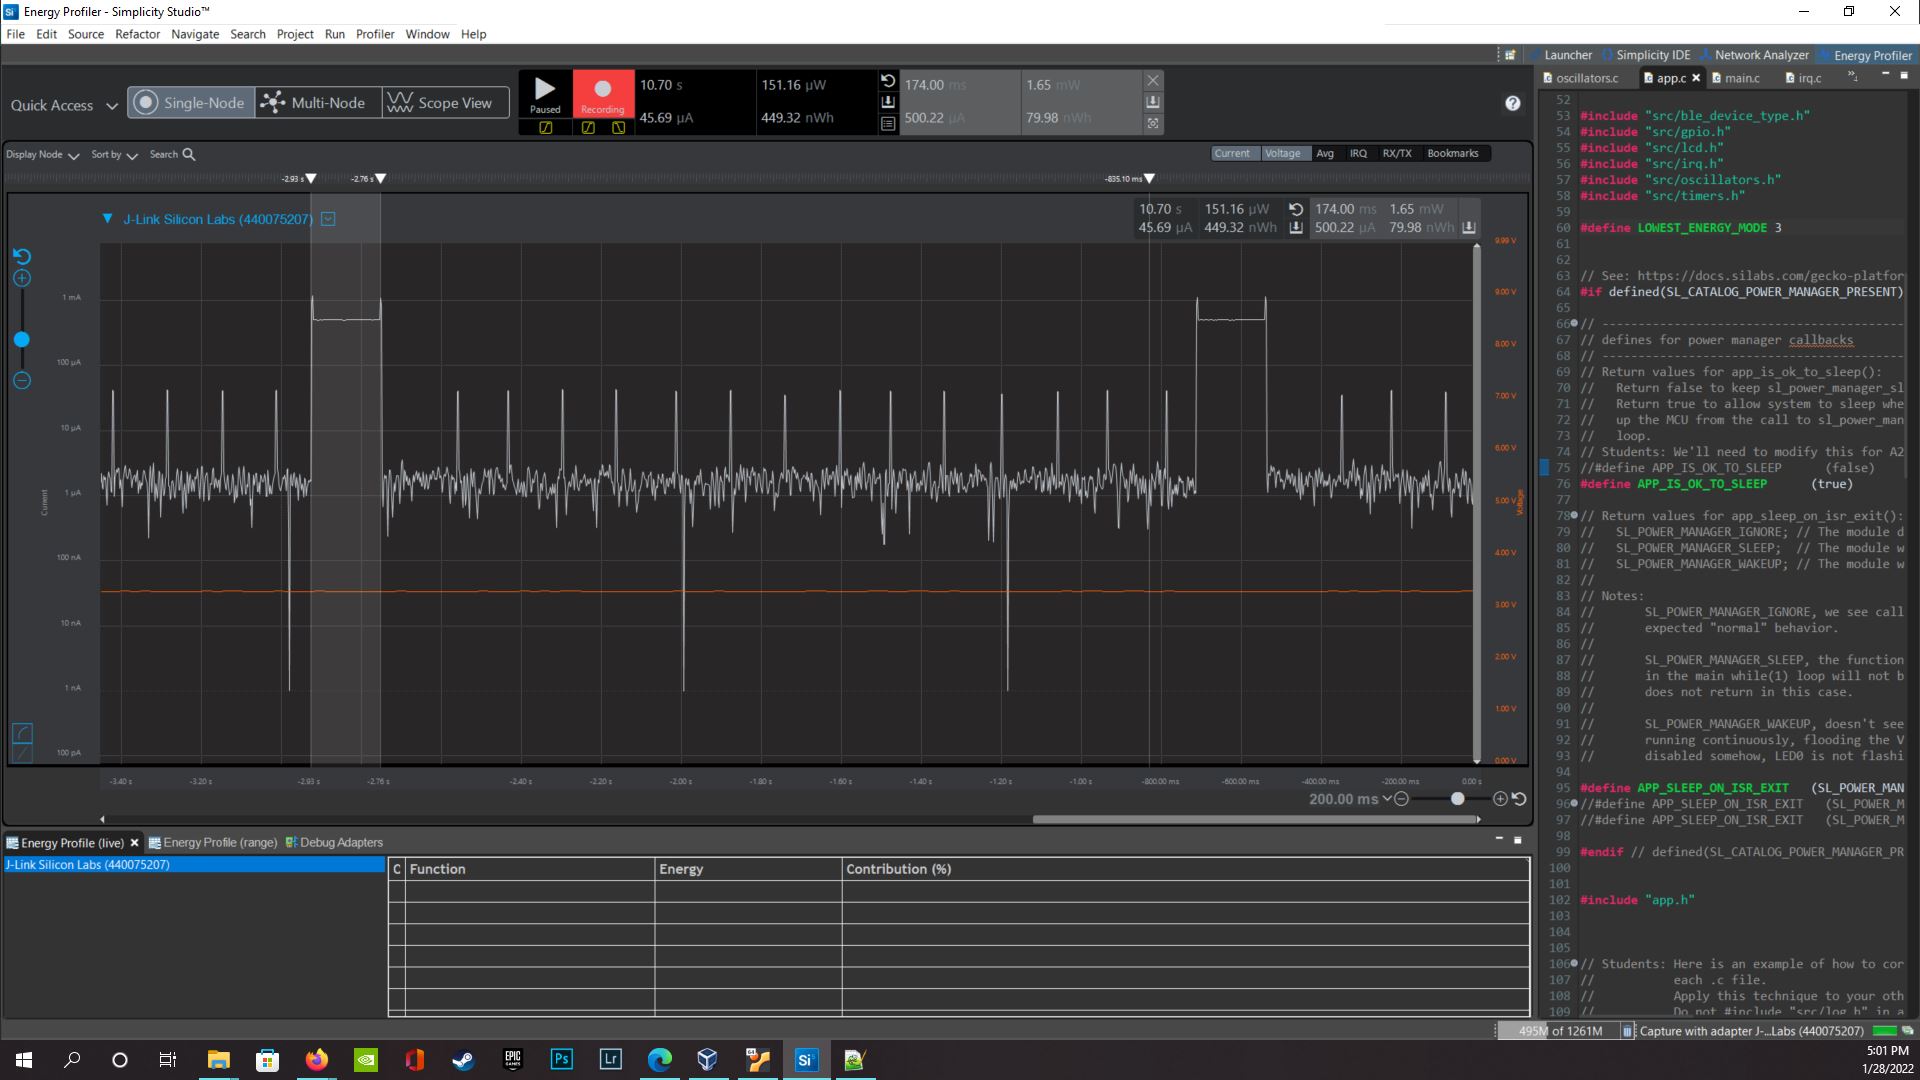 Energy Profiler - Simplicity Studio™
File Edit Source Refactor Navigate Search Project Run Profiler Window Help
Launcher Simplicity IDE Network Analyzer Energy Profiler
Quick Access Single-Node Multi-Node Scope View
Paused Recording
10.70 s 151.16 µW 174.00 ms 1.65 mW
45.69 µA 449.32 nWh 500.22 µA 79.98 nWh
Display Node Sort by Search
Current Voltage Avg IRQ RX/TX Bookmarks
-2.93 s -2.76 s -835.10 ms
J-Link Silicon Labs (440075207)
10.70 s 151.16 µW 174.00 ms 1.65 mW
45.69 µA 449.32 nWh 500.22 µA 79.98 nWh
1 mA
100 µA
10 µA
1 µA
100 nA
10 nA
1 nA
100 pA
Current
9.99 V
9.00 V
8.00 V
7.00 V
6.00 V
5.00 V
4.00 V
3.00 V
2.00 V
1.00 V
0.00 V
Voltage
-3.40 s -3.20 s -2.93 s -2.76 s -2.40 s -2.20 s -2.00 s -1.80 s -1.60 s -1.40 s -1.20 s -1.00 s -800.00 ms -600.00 ms -400.00 ms -200.00 ms 0.00 s
200.00 ms
Energy Profile (live) Energy Profile (range) Debug Adapters
J-Link Silicon Labs (440075207)
C Function Energy Contribution (%)
oscillators.c app.c main.c irq.c
52
53 #include "src/ble_device_type.h"
54 #include "src/gpio.h"
55 #include "src/lcd.h"
56 #include "src/irq.h"
57 #include "src/oscillators.h"
58 #include "src/timers.h"
59
60 #define LOWEST_ENERGY_MODE 3
61
62
63 // See: https://docs.silabs.com/gecko-platfor
64 #if defined(SL_CATALOG_POWER_MANAGER_PRESENT)
65
66 // ------------------------------------------
67 // defines for power manager callbacks
68 // ------------------------------------------
69 // Return values for app_is_ok_to_sleep():
70 // Return false to keep sl_power_manager_sl
71 // Return true to allow system to sleep whe
72 // up the MCU from the call to sl_power_man
73 // loop.
74 // Students: We'll need to modify this for A2
75 //#define APP_IS_OK_TO_SLEEP (false)
76 #define APP_IS_OK_TO_SLEEP (true)
77
78 // Return values for app_sleep_on_isr_exit():
79 // SL_POWER_MANAGER_IGNORE; // The module d
80 // SL_POWER_MANAGER_SLEEP; // The module w
81 // SL_POWER_MANAGER_WAKEUP; // The module w
82 //
83 // Notes:
84 // SL_POWER_MANAGER_IGNORE, we see call
85 // expected "normal" behavior.
86 //
87 // SL_POWER_MANAGER_SLEEP, the function
88 // in the main while(1) loop will not b
89 // does not return in this case.
90 //
91 // SL_POWER_MANAGER_WAKEUP, doesn't see
92 // running continuously, flooding the V
93 // disabled somehow, LED0 is not flashi
94
95 #define APP_SLEEP_ON_ISR_EXIT (SL_POWER_MAN
96 //#define APP_SLEEP_ON_ISR_EXIT (SL_POWER_M
97 //#define APP_SLEEP_ON_ISR_EXIT (SL_POWER_M
98
99 #endif // defined(SL_CATALOG_POWER_MANAGER_PR
100
101
102 #include "app.h"
103
104
105
106 // Students: Here is an example of how to cor
107 // each .c file.
108 // Apply this technique to your oth
109 // Do not #include "src/log.h" in a
495M of 1261M Capture with adapter J-...Labs (440075207)
5:01 PM
1/28/2022